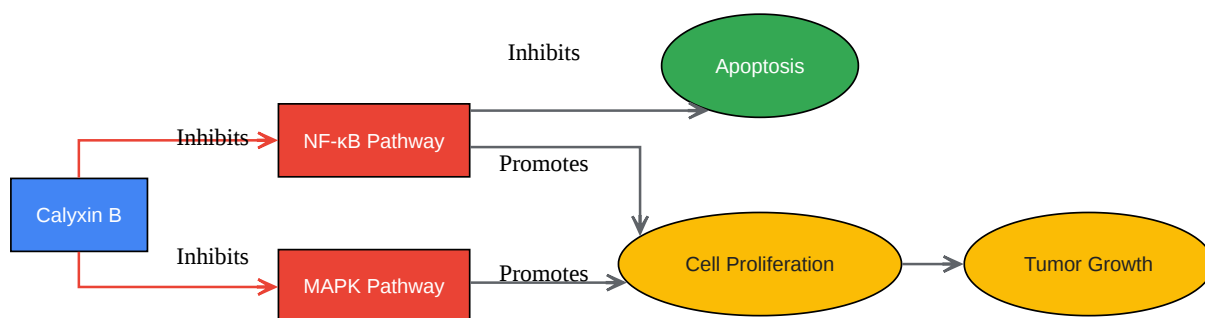 Inhibits
Apoptosis
Inhibits
NF-κB Pathway
Promotes
Calyxin B
Inhibits
MAPK Pathway
Promotes
Cell Proliferation
Tumor Growth